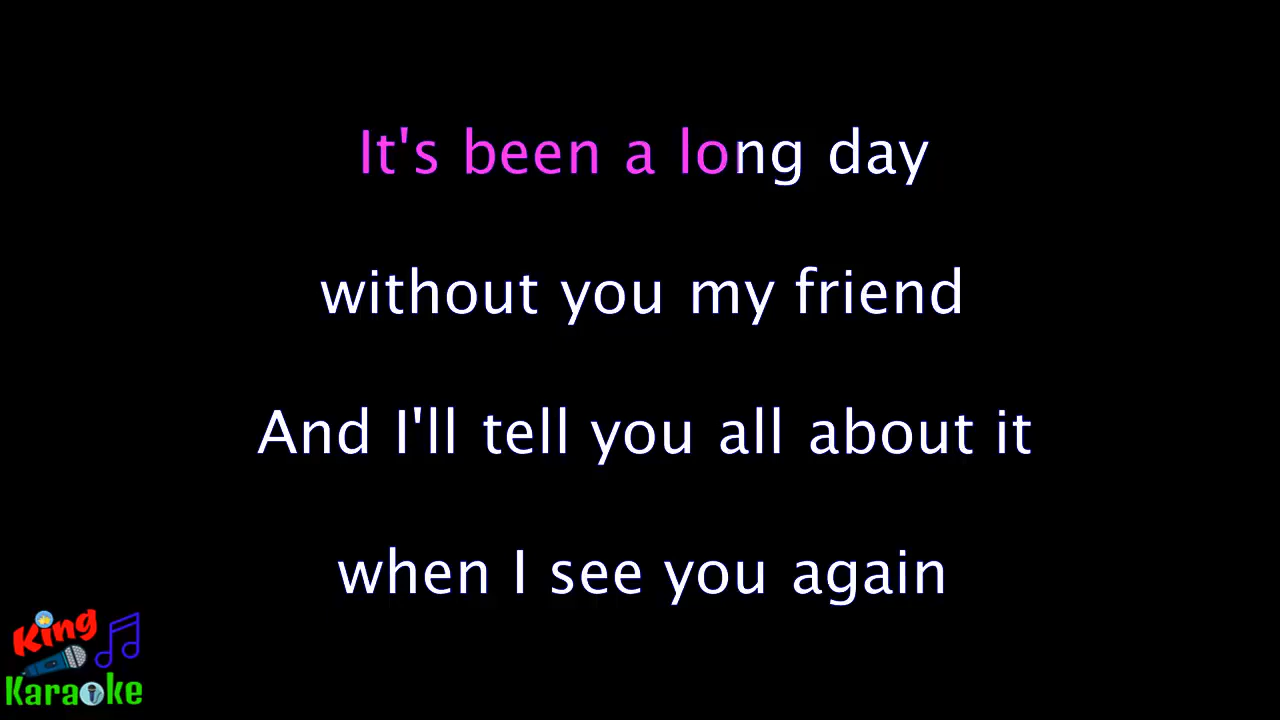 It's been a long day
without you my friend
And I'll tell you all about it
when I see you again
King
Karaoke